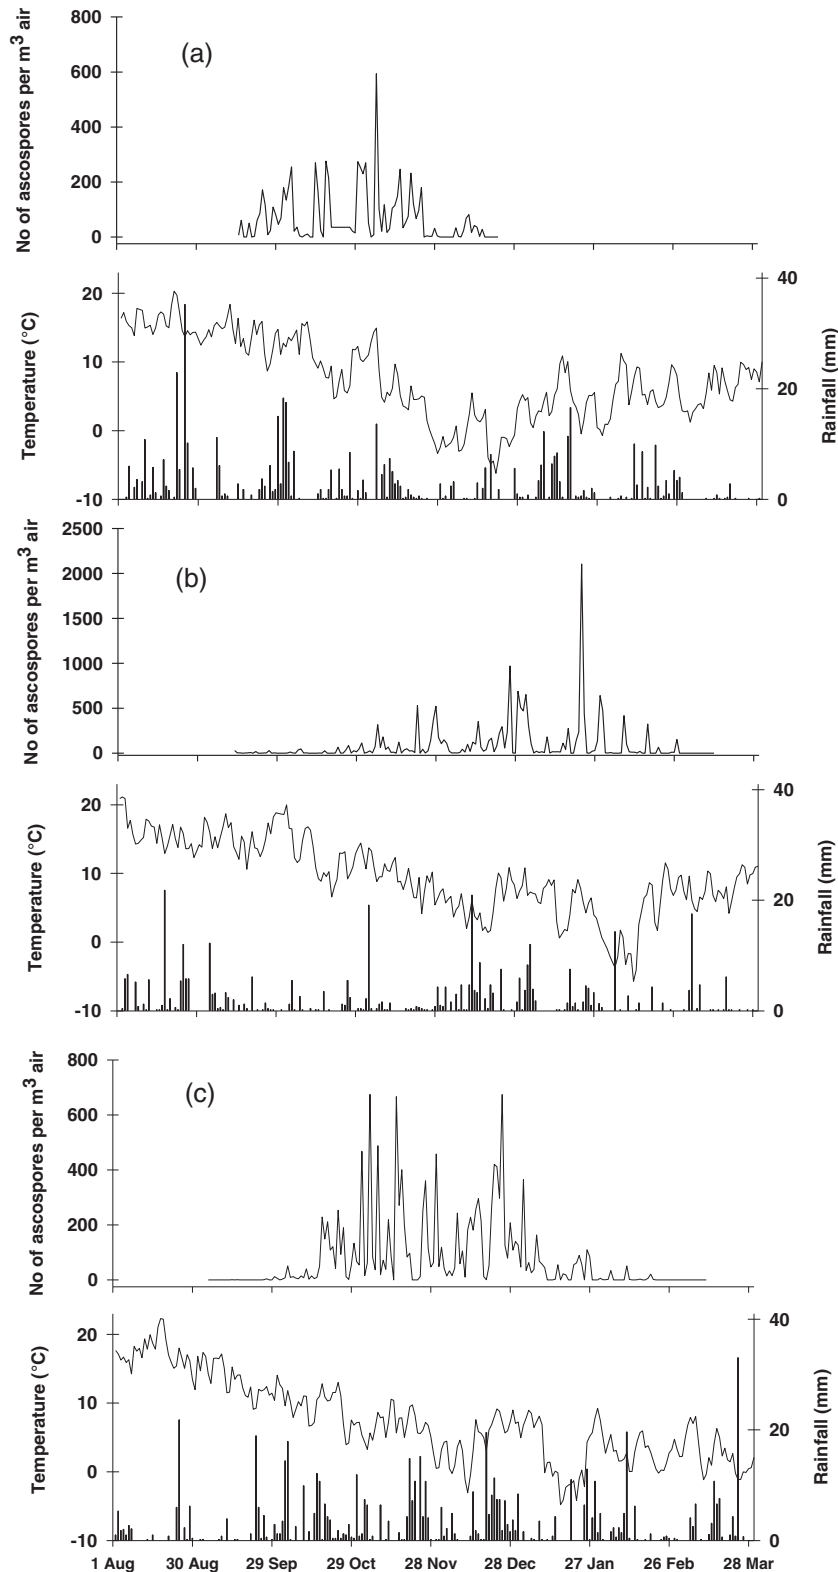 800
600
400
200
0
No of ascospores per m3 air
(a)
20
10
0
-10
Temperature (°C)
40
20
0
Rainfall (mm)
2500
2000
1500
1000
500
0
No of ascospores per m3 air
(b)
20
10
0
-10
Temperature (°C)
40
20
0
Rainfall (mm)
800
600
400
200
0
No of ascospores per m3 air
(c)
20
10
0
-10
Temperature (°C)
40
20
0
Rainfall (mm)
1 Aug 30 Aug 29 Sep 29 Oct 28 Nov 28 Dec 27 Jan 26 Feb 28 Mar